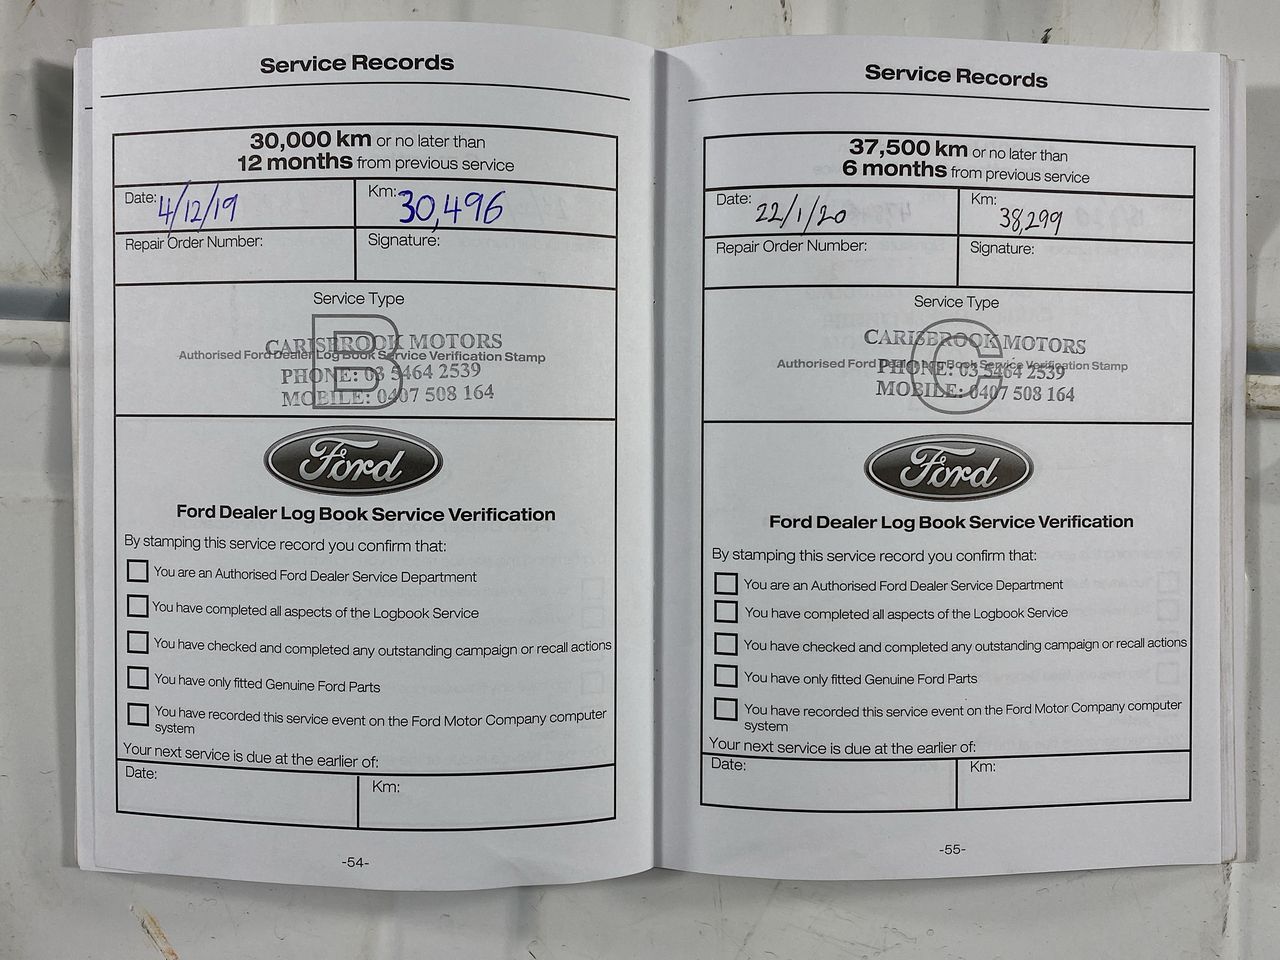 Service Records
30,000 km or no later than
12 months from previous service
Date: 4/12/19
Km: 30,496
Repair Order Number:
Signature:
Service Type
B
CARISBROOK MOTORS
Authorised Ford Dealer Log Book Service Verification Stamp
PHONE: 03 5464 2539
MOBILE: 0407 508 164
Ford
Ford Dealer Log Book Service Verification
By stamping this service record you confirm that:
You are an Authorised Ford Dealer Service Department
You have completed all aspects of the Logbook Service
You have checked and completed any outstanding campaign or recall actions
You have only fitted Genuine Ford Parts
You have recorded this service event on the Ford Motor Company computer
system
Your next service is due at the earlier of:
Date:
Km:
-54-
Service Records
37,500 km or no later than
6 months from previous service
Date: 22/1/20
Km: 38,299
Repair Order Number:
Signature:
Service Type
C
CARISBROOK MOTORS
Authorised Ford Dealer Log Book Service Verification Stamp
PHONE: 03 5464 2539
MOBILE: 0407 508 164
Ford
Ford Dealer Log Book Service Verification
By stamping this service record you confirm that:
You are an Authorised Ford Dealer Service Department
You have completed all aspects of the Logbook Service
You have checked and completed any outstanding campaign or recall actions
You have only fitted Genuine Ford Parts
You have recorded this service event on the Ford Motor Company computer
system
Your next service is due at the earlier of:
Date:
Km:
-55-